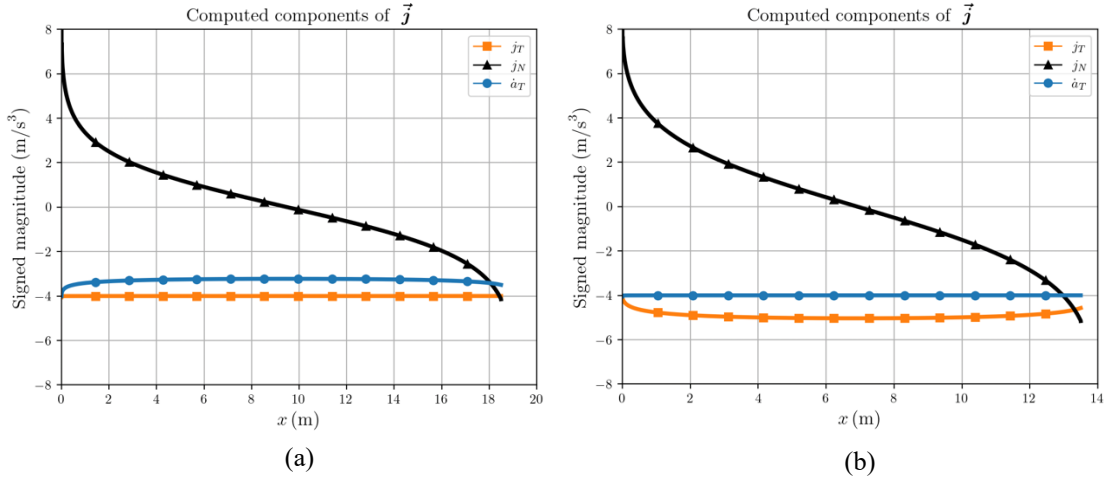 Computed components of j⃗
Signed magnitude (m/s³)
8
6
4
2
0
−2
−4
−6
−8
j_T
j_N
ȧ_T
0 2 4 6 8 10 12 14 16 18 20
x (m)
(a)
Computed components of j⃗
Signed magnitude (m/s³)
8
6
4
2
0
−2
−4
−6
−8
j_T
j_N
ȧ_T
0 2 4 6 8 10 12 14
x (m)
(b)